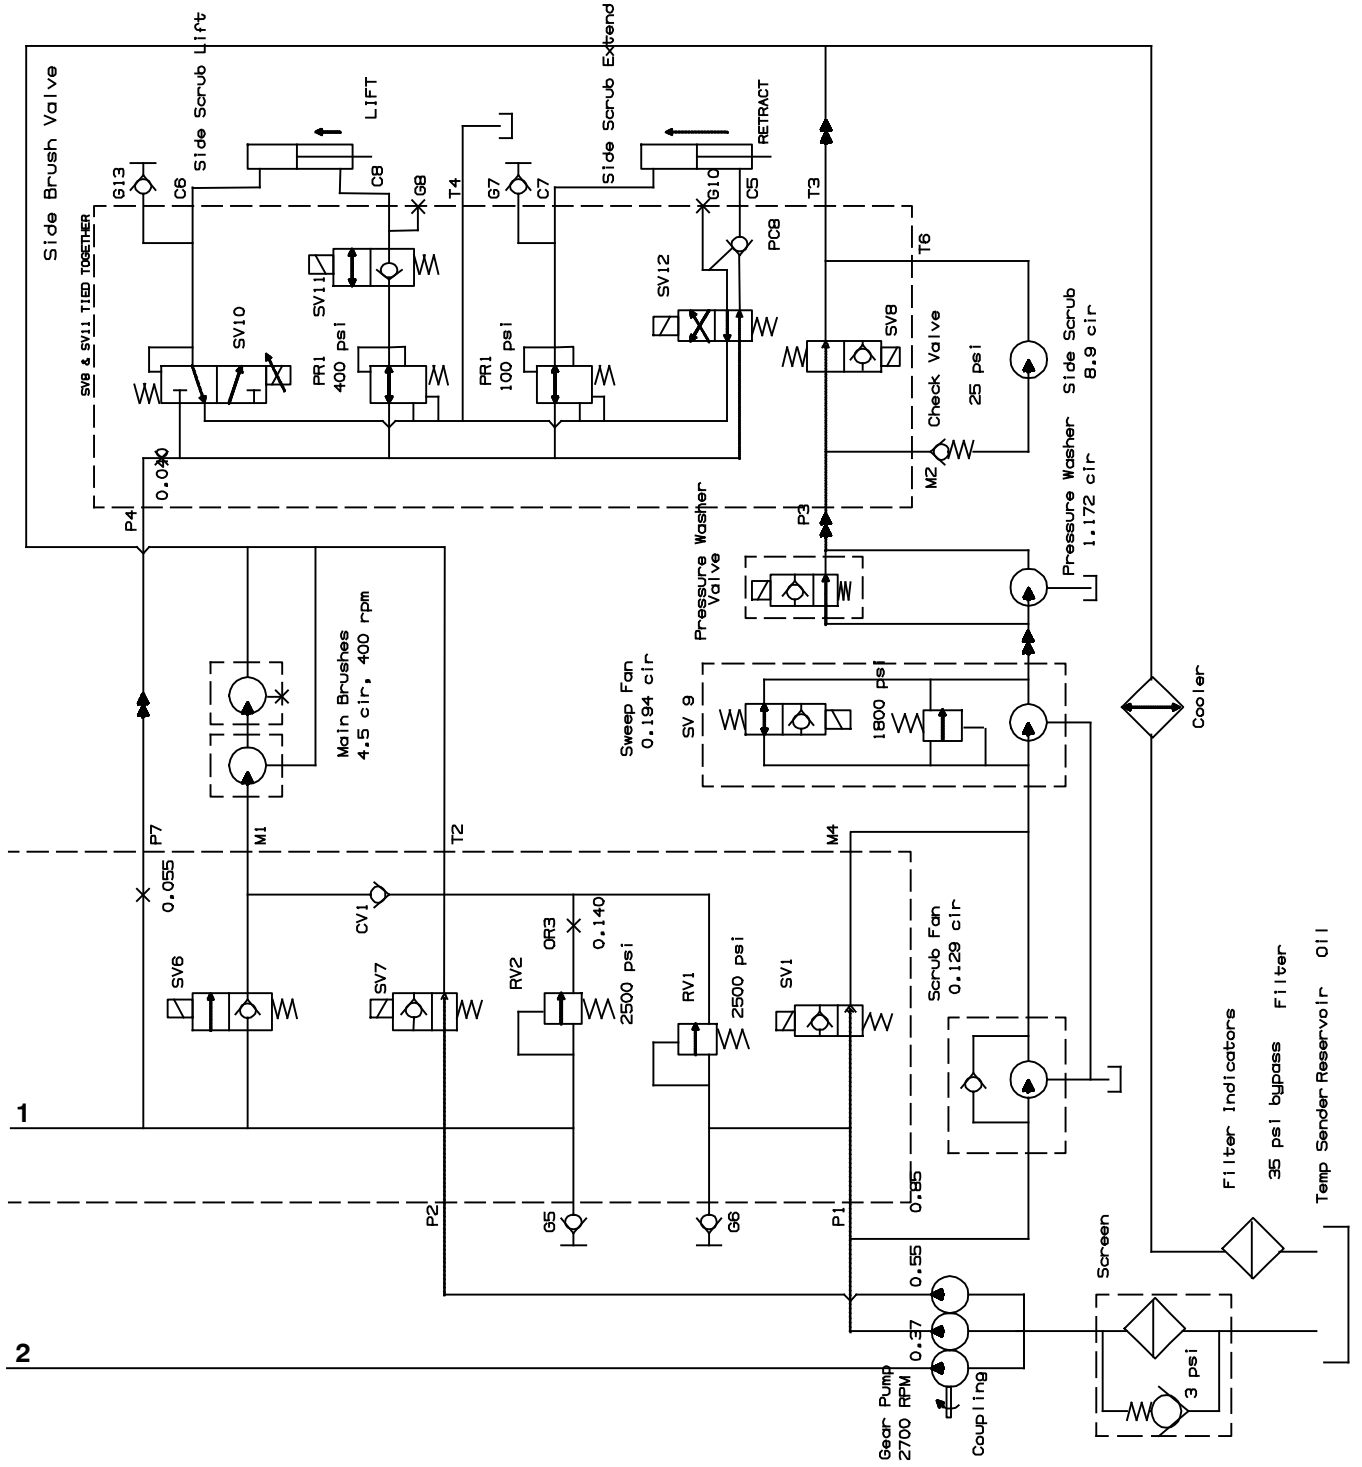 Side Brush Valve
Side Scrub Lift
Side Scrub Extend
LIFT
RETRACT
G13
C6
C8
G8
T4
G7
C7
G10
C5
T3
SV8 & SV11 TIED TOGETHER
SV10
SV11
PR1
400 psi
PR1
100 psi
SV12
PC8
T6
SV8
Check Valve
25 psi
Side Scrub
8.9 cir
M2
0.040
P4
P3
Pressure Washer
Valve
Pressure Washer
1.172 cir
Main Brushes
4.5 cir, 400 rpm
Sweep Fan
0.194 cir
SV 9
1800 psi
Cooler
P7
M1
T2
M4
0.055
CV1
OR3
0.140
SV6
SV7
RV2
2500 psi
RV1
2500 psi
SV1
Scrub Fan
0.129 cir
1
P2
G5
G6
P1
0.85
0.55
0.37
Filter Indicators
35 psi bypass Filter
Temp Sender Reservoir Oil
Screen
3 psi
2
Gear Pump
2700 RPM
Coupling